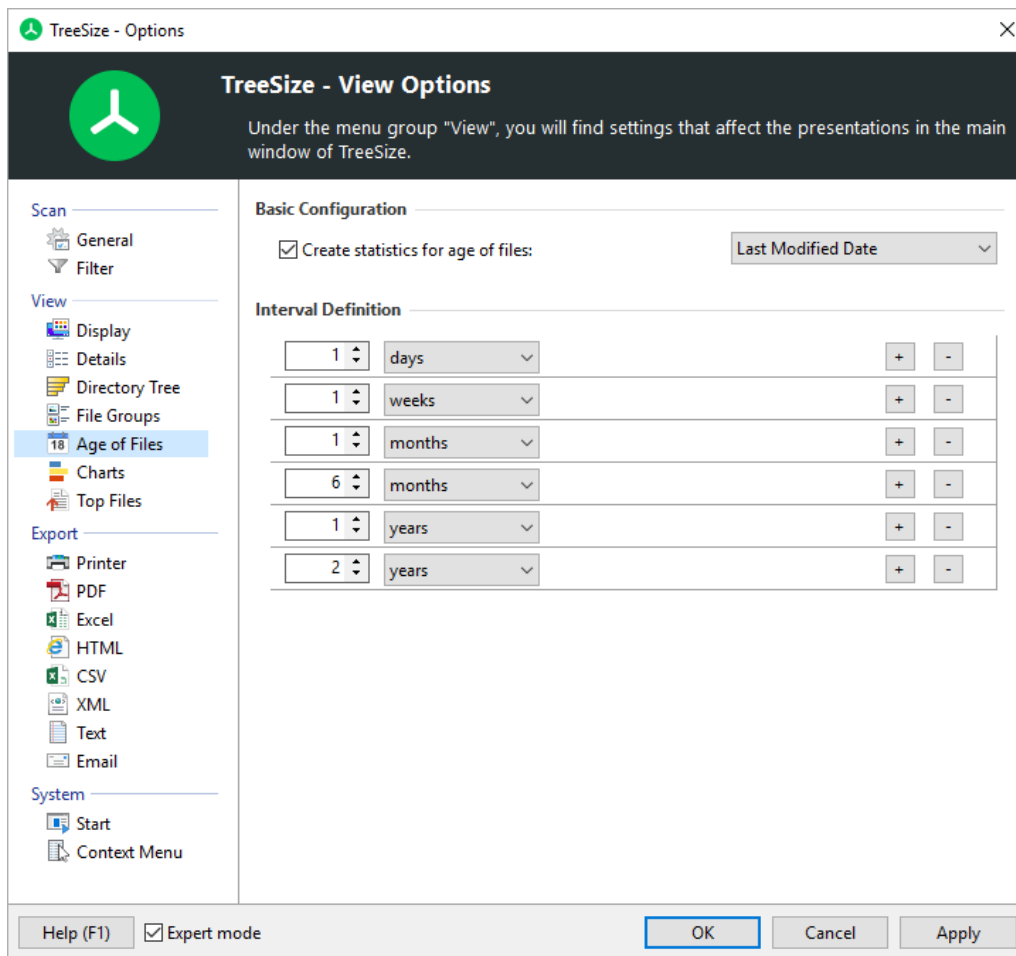 TreeSize - Options
TreeSize - View Options
Under the menu group "View", you will find settings that affect the presentations in the main
window of TreeSize.
Scan
General
Filter
View
Display
Details
Directory Tree
File Groups
18 Age of Files
Charts
Top Files
Export
Printer
PDF
Excel
HTML
CSV
XML
Text
Email
System
Start
Context Menu
Basic Configuration
Create statistics for age of files: Last Modified Date
Interval Definition
1 days + -
1 weeks + -
1 months + -
6 months + -
1 years + -
2 years + -
Help (F1) Expert mode OK Cancel Apply